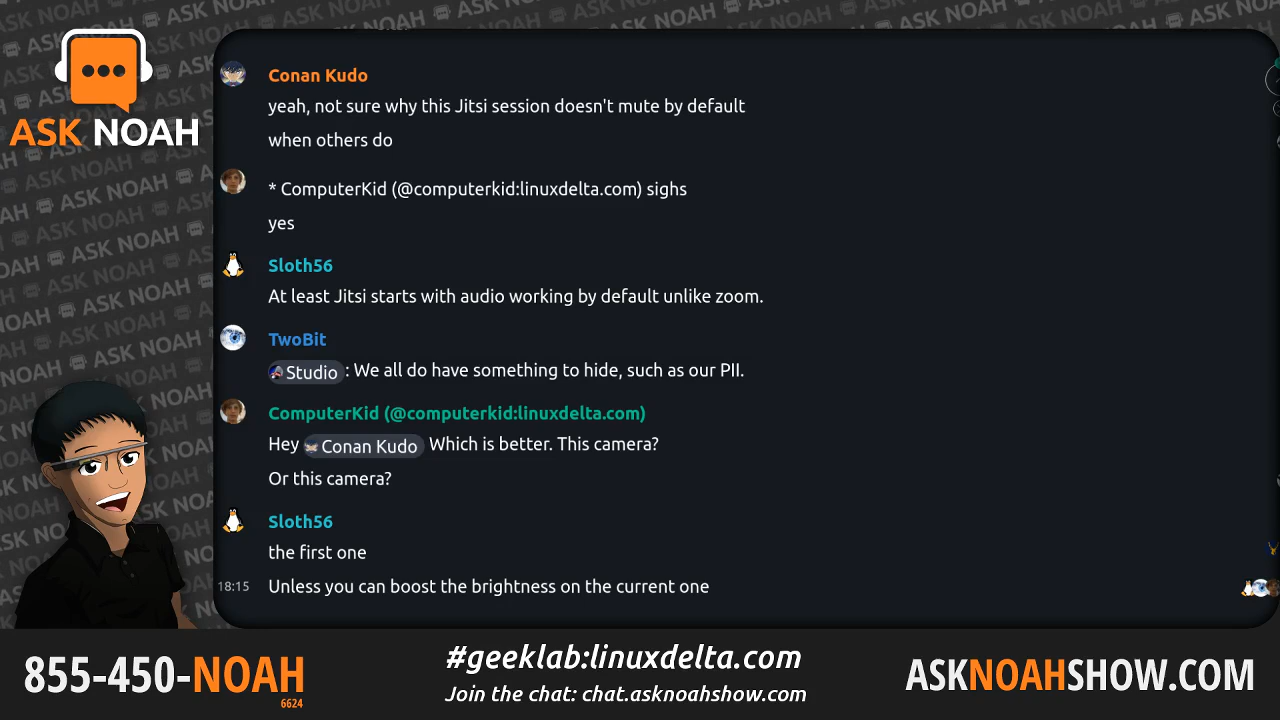 ASK NOAH
Conan Kudo
yeah, not sure why this Jitsi session doesn't mute by default
when others do
* ComputerKid (@computerkid:linuxdelta.com) sighs
yes
Sloth56
At least Jitsi starts with audio working by default unlike zoom.
TwoBit
Studio : We all do have something to hide, such as our PII.
ComputerKid (@computerkid:linuxdelta.com)
Hey Conan Kudo Which is better. This camera?
Or this camera?
Sloth56
the first one
18:15 Unless you can boost the brightness on the current one
855-450-NOAH
6624
#geeklab:linuxdelta.com
Join the chat: chat.asknoahshow.com
ASKNOAHSHOW.COM